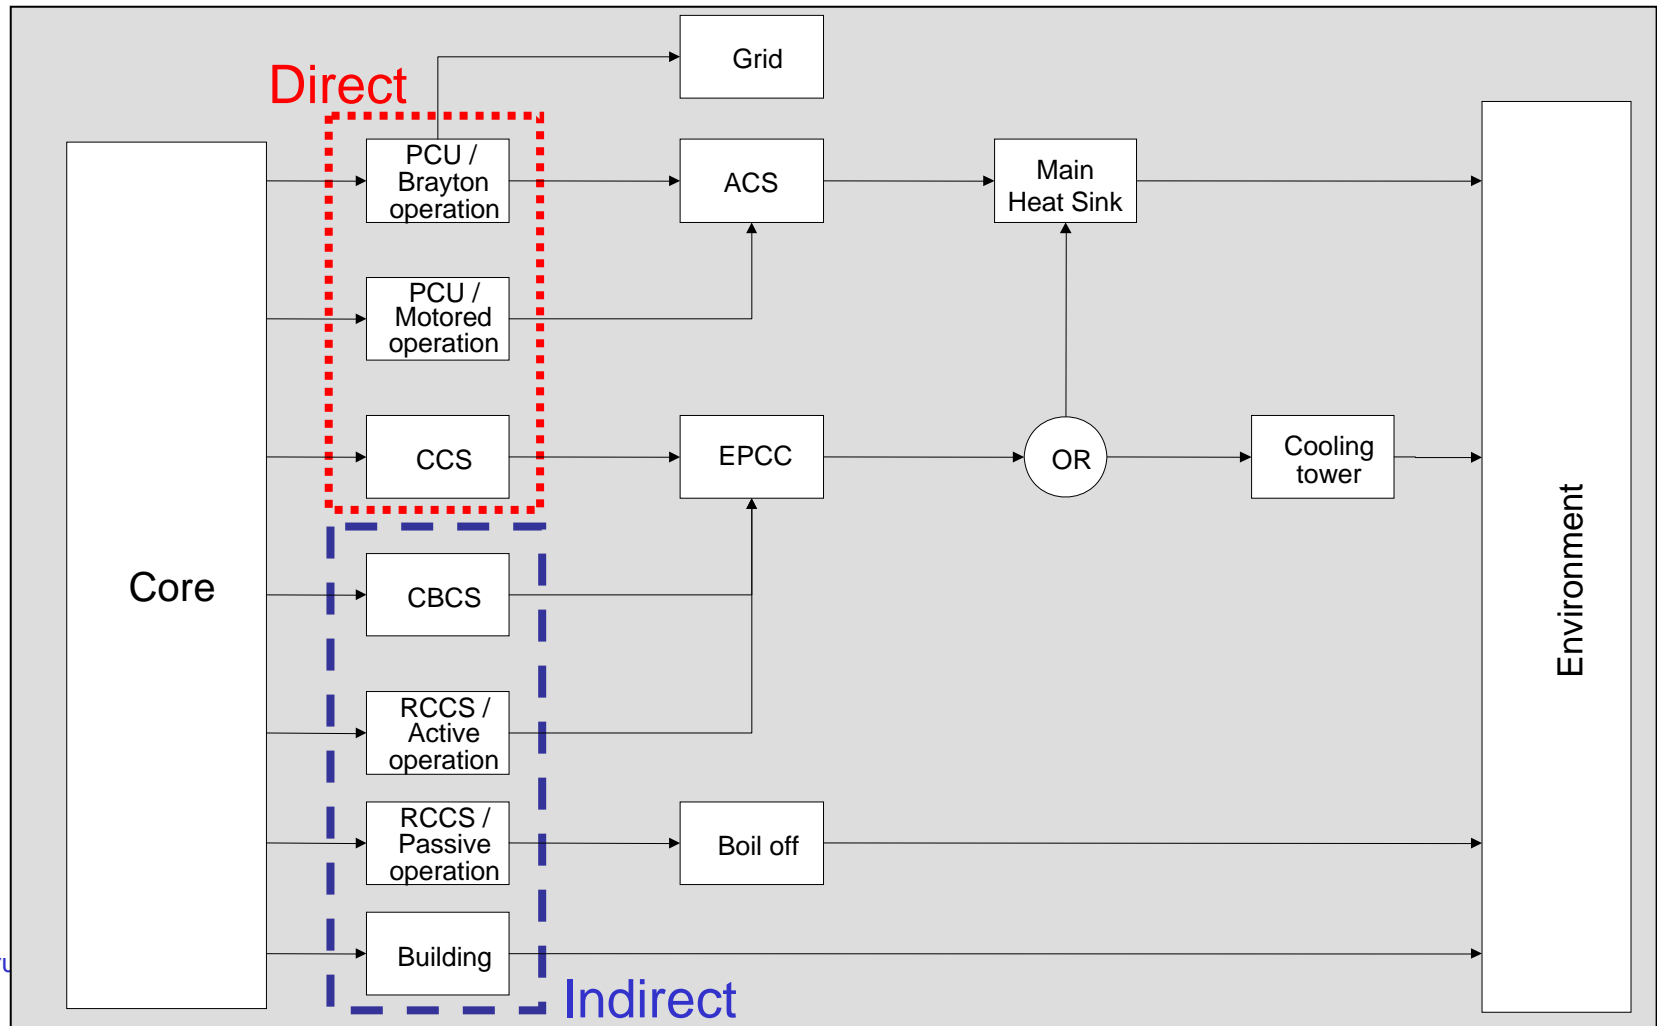 Grid
Direct
PCU /
Brayton
operation
ACS
Main
Heat Sink
PCU /
Motored
operation
CCS
EPCC
OR
Cooling
tower
Core
CBCS
Environment
RCCS /
Active
operation
RCCS /
Passive
operation
Boil off
Building
Indirect